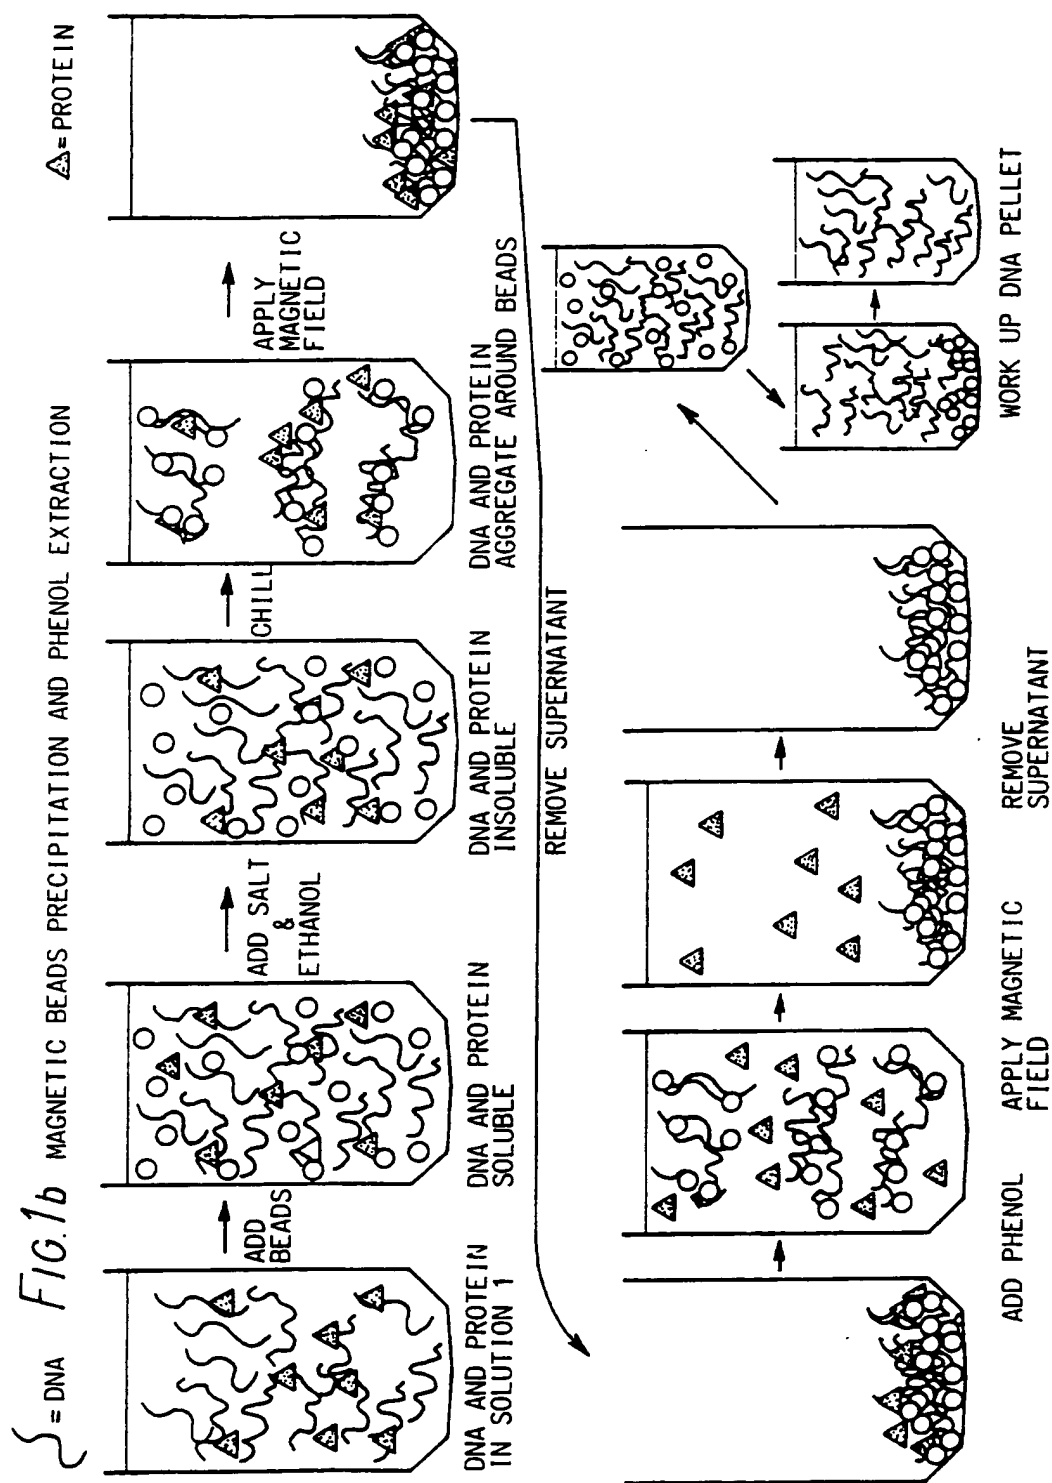 = DNA
FIG.1b MAGNETIC BEADS PRECIPITATION AND PHENOL EXTRACTION
= PROTEIN
ADD
BEADS
ADD SALT
&
ETHANOL
CHILL
APPLY
MAGNETIC
FIELD
DNA AND PROTEIN
IN SOLUTION 1
DNA AND PROTEIN
SOLUBLE
DNA AND PROTEIN
INSOLUBLE
DNA AND PROTEIN
AGGREGATE AROUND BEADS
REMOVE SUPERNATANT
ADD PHENOL
APPLY MAGNETIC
FIELD
REMOVE
SUPERNATANT
WORK UP DNA PELLET